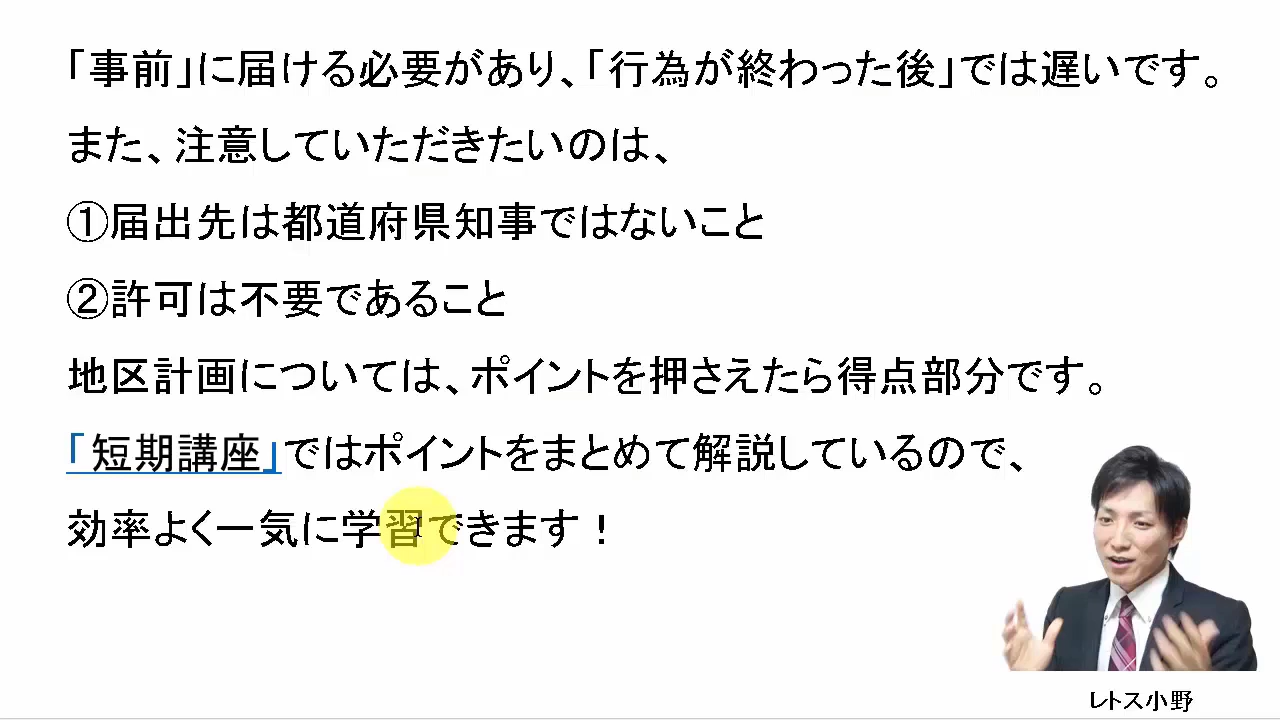 「事前」に届ける必要があり、「行為が終わった後」では遅いです。
また、注意していただきたいのは、
①届出先は都道府県知事ではないこと
②許可は不要であること
地区計画については、ポイントを押さえたら得点部分です。
「短期講座」ではポイントをまとめて解説しているので、
効率よく一気に学習できます！
レトス小野